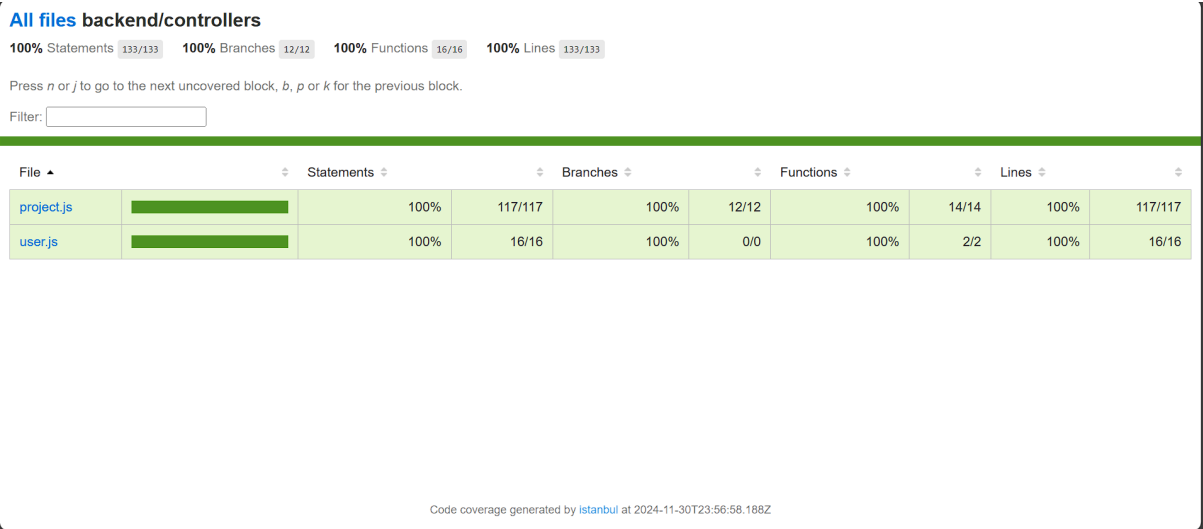 All files backend/controllers
100% Statements 133/133 100% Branches 12/12 100% Functions 16/16 100% Lines 133/133
Press n or j to go to the next uncovered block, b, p or k for the previous block.
Filter:
File Statements Branches Functions Lines
project.js 100% 117/117 100% 12/12 100% 14/14 100% 117/117
user.js 100% 16/16 100% 0/0 100% 2/2 100% 16/16
Code coverage generated by istanbul at 2024-11-30T23:56:58.188Z